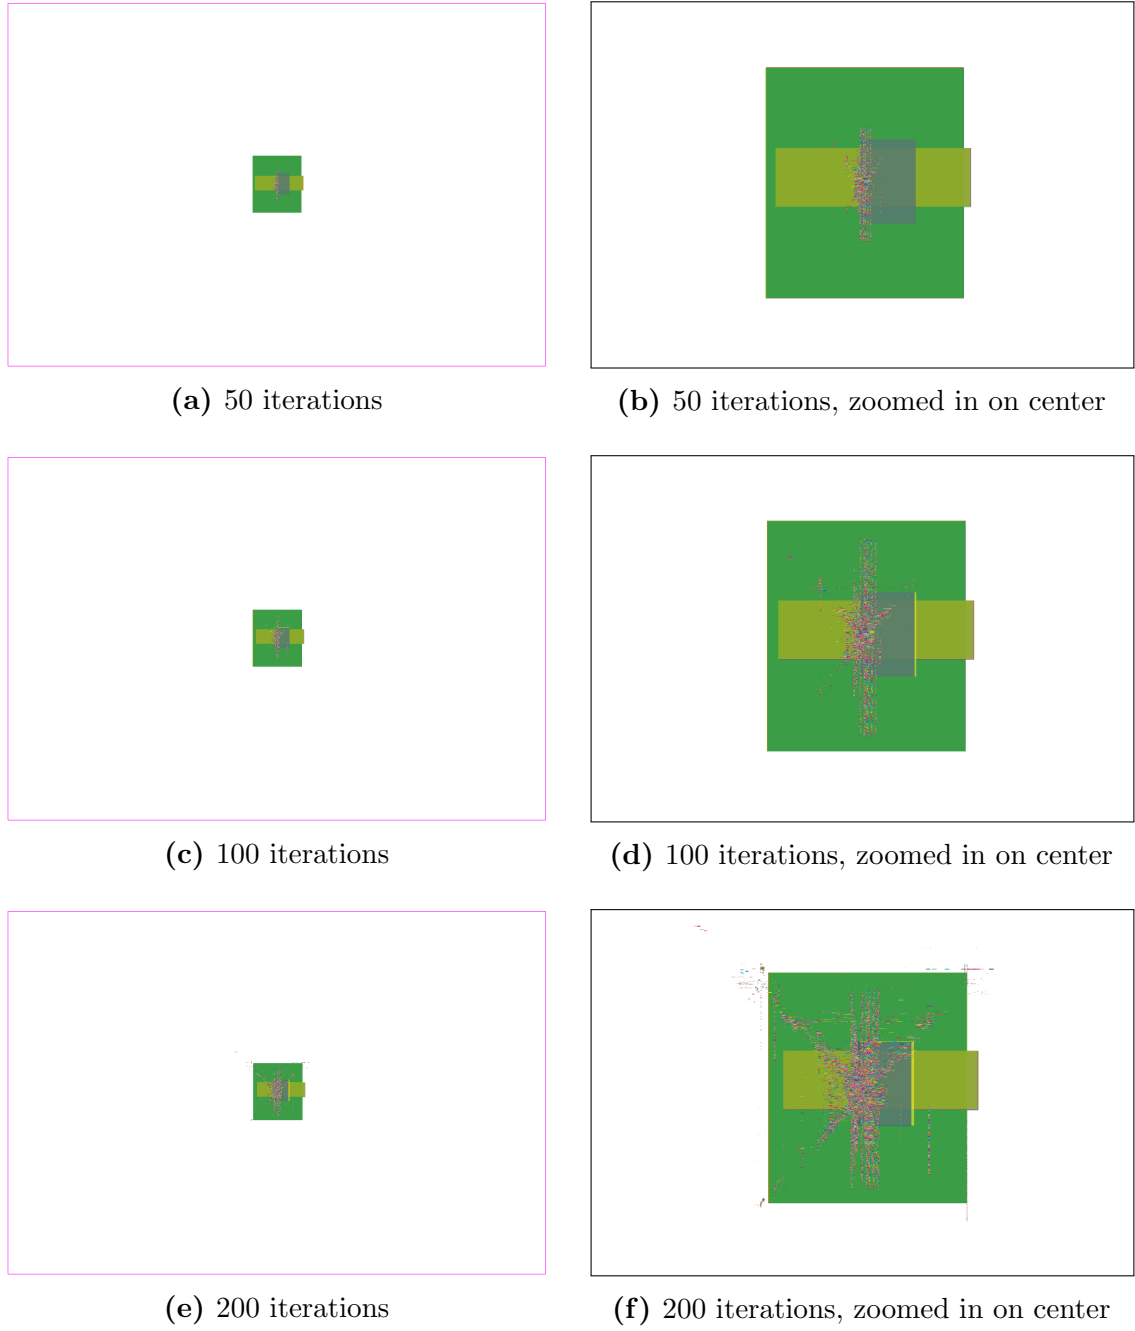 (a) 50 iterations
(b) 50 iterations, zoomed in on center
(c) 100 iterations
(d) 100 iterations, zoomed in on center
(e) 200 iterations
(f) 200 iterations, zoomed in on center